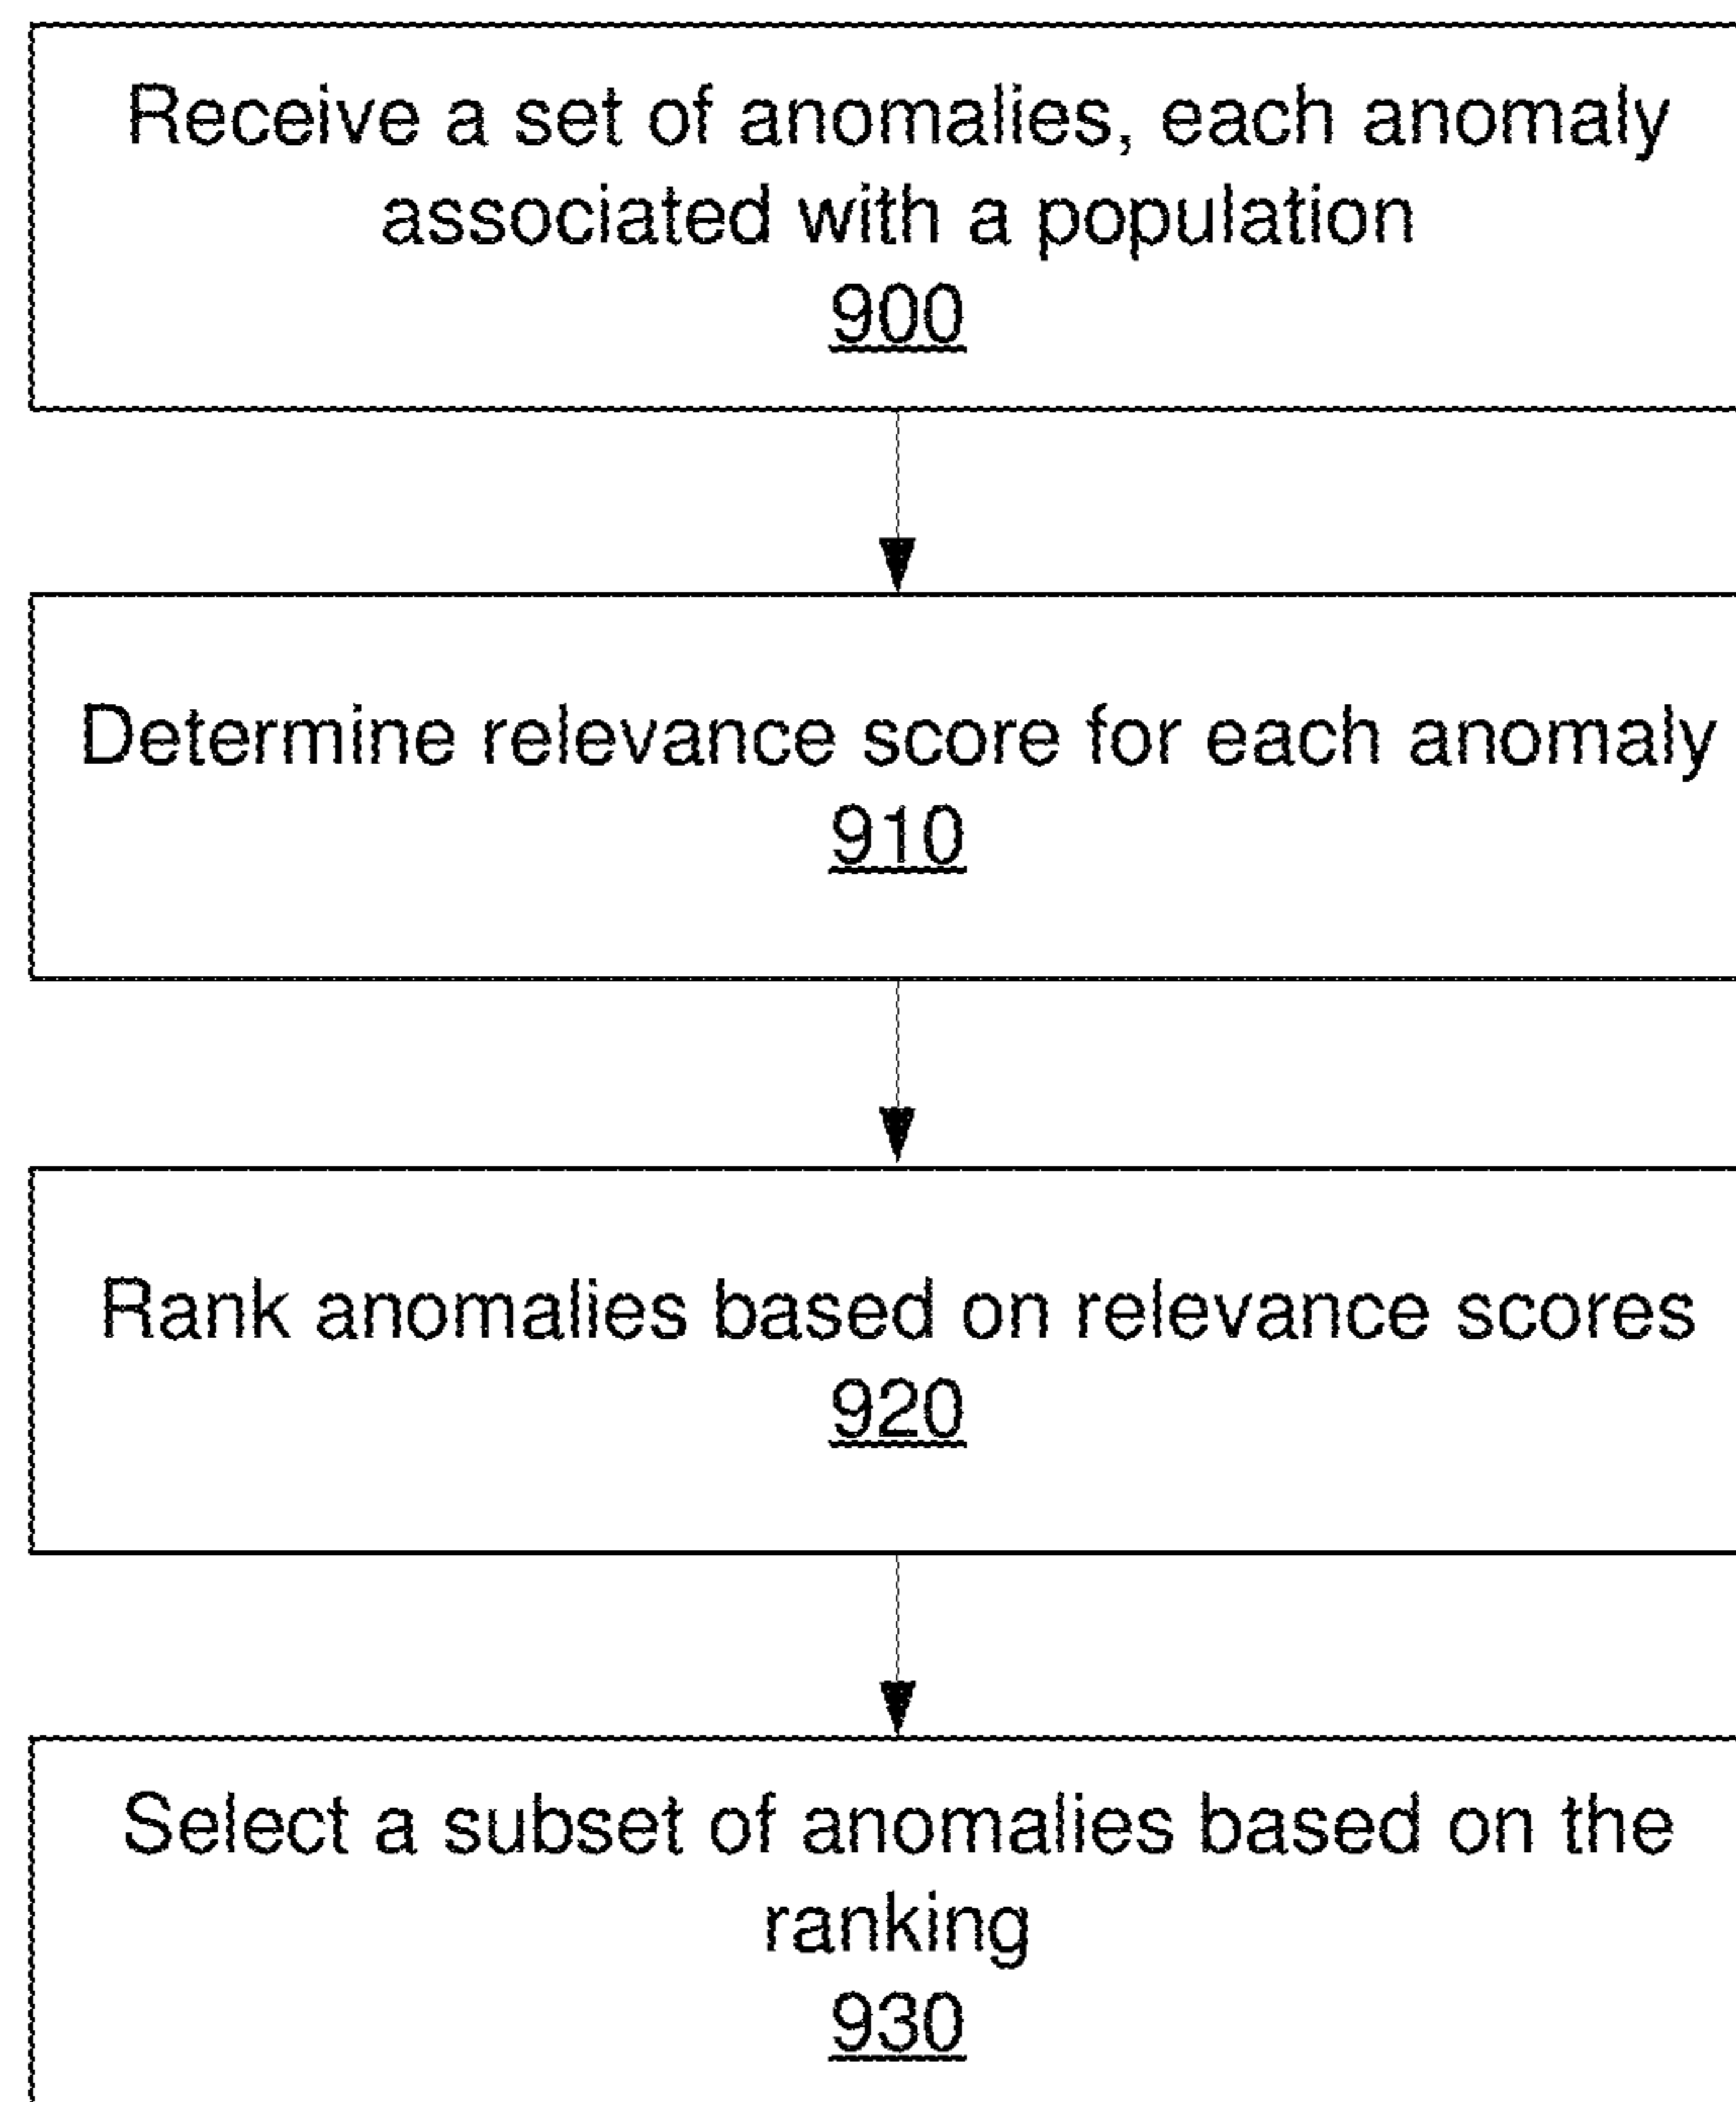 Receive a set of anomalies, each anomaly
associated with a population
900
Determine relevance score for each anomaly
910
Rank anomalies based on relevance scores
920
Select a subset of anomalies based on the
ranking
930